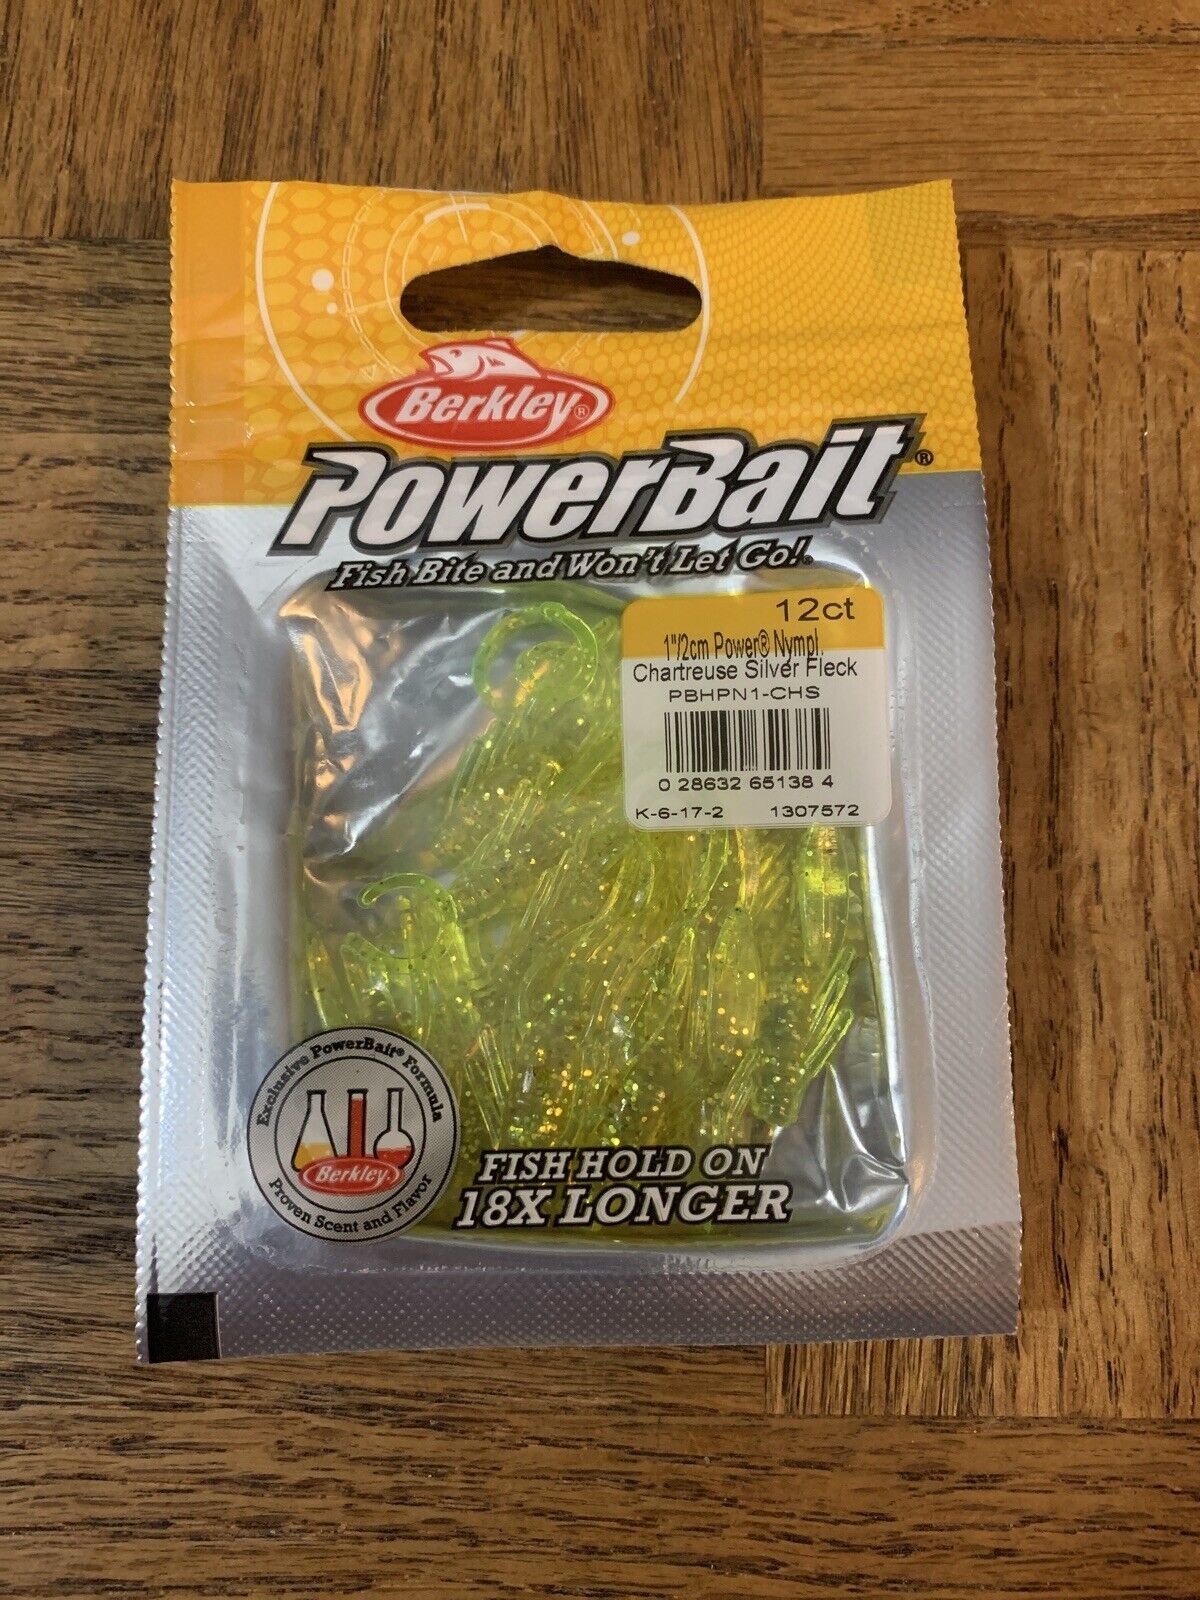 Berkley®
PowerBait®
Fish Bite and Won't Let Go!®
12ct
1"/2cm Power® Nympl.
Chartreuse Silver Fleck
PBHPN1-CHS
0 28632 65138 4
K-6-17-2 1307572
Exclusive PowerBait® Formula
Berkley
Proven Scent and Flavor
FISH HOLD ON
18X LONGER